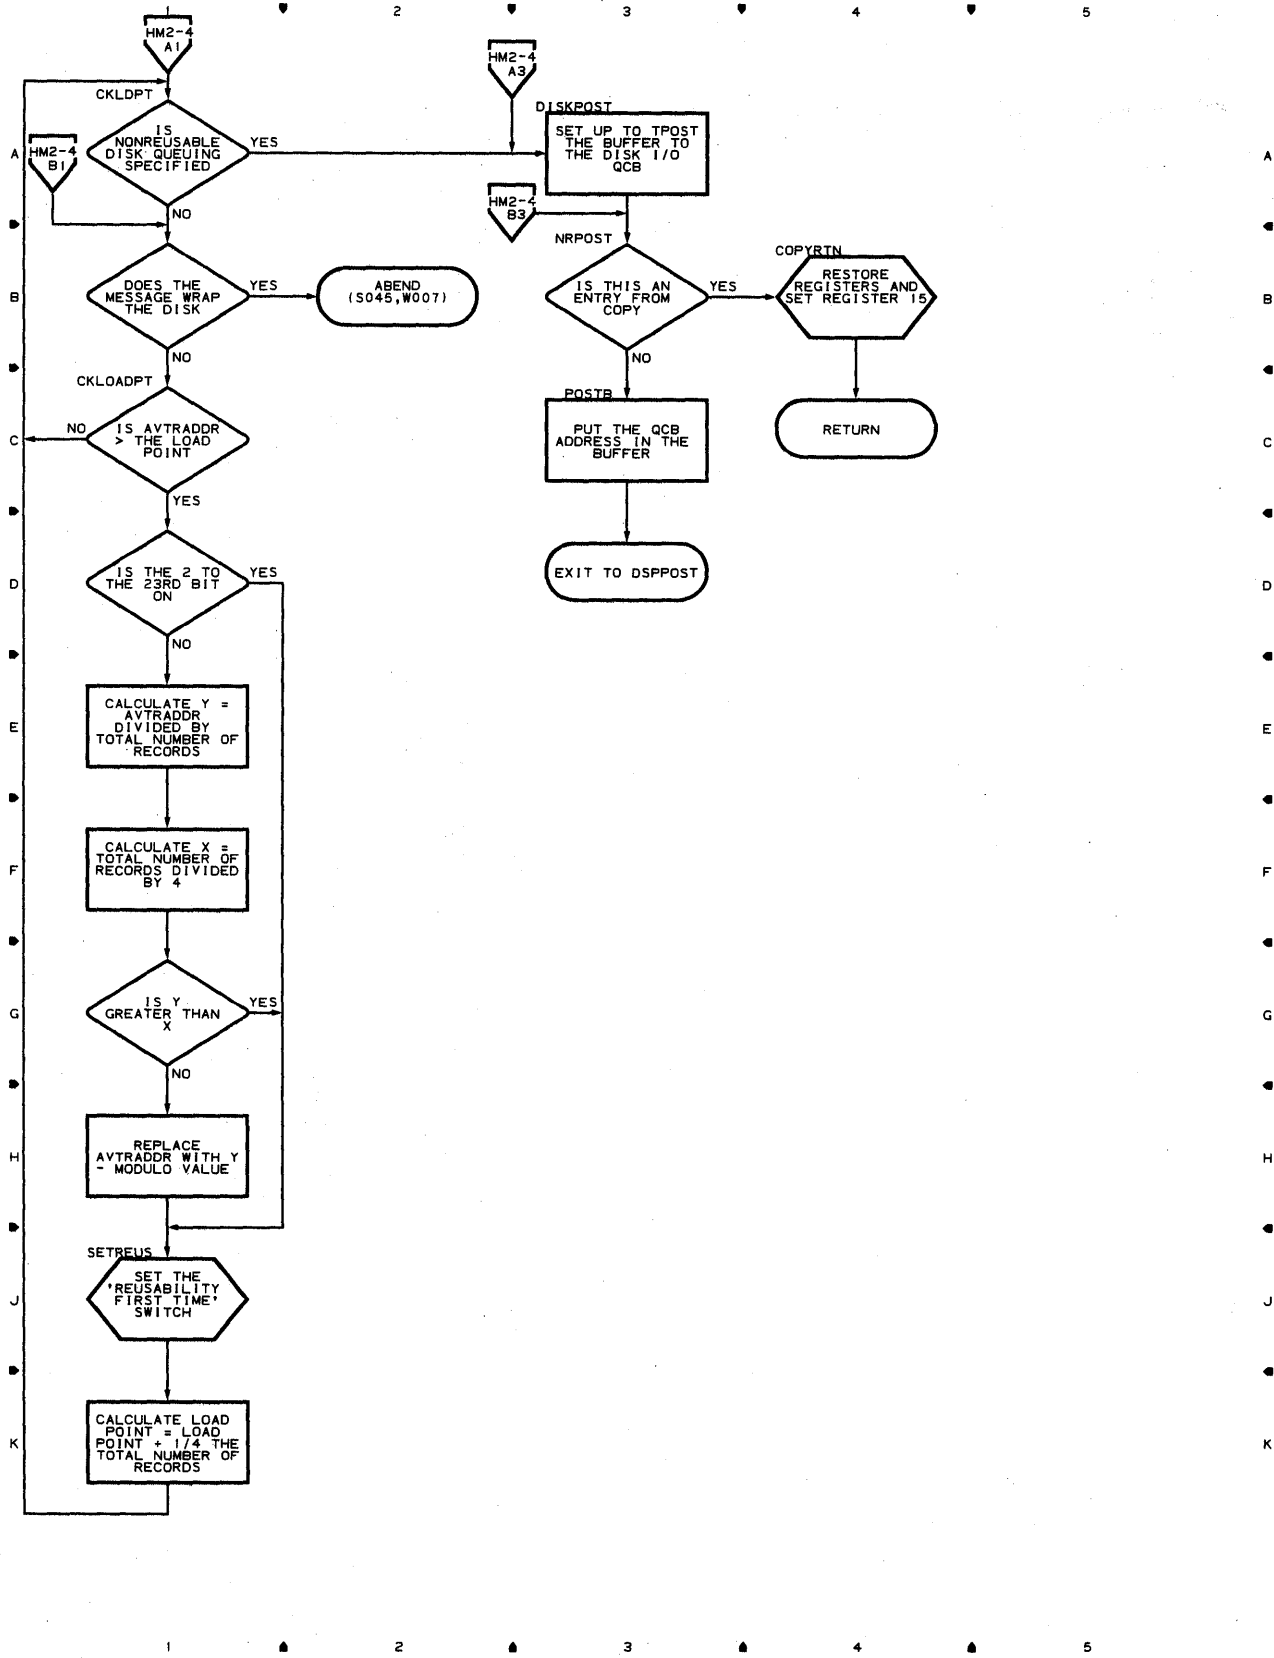 1 2 3 4 5
HM2-4
A1
HM2-4
A3
CKLDPT
DISKPOST
IS
NONREUSABLE
DISK QUEUING
SPECIFIED
YES
SET UP TO TPOST
THE BUFFER TO
THE DISK I/O
QCB
HM2-4
B1
A
A
NO
HM2-4
B3
NRPOST
COPYRTN
DOES THE
MESSAGE WRAP
THE DISK
YES
ABEND
(S045,W007)
IS THIS AN
ENTRY FROM
COPY
YES
RESTORE
REGISTERS AND
SET REGISTER 15
B
B
NO
NO
CKLOADPT
POSTB
NO
IS AVTRADDR
> THE LOAD
POINT
PUT THE QCB
ADDRESS IN THE
BUFFER
RETURN
C
C
YES
IS THE 2 TO
THE 23RD BIT
ON
YES
EXIT TO DSPPOST
D
D
NO
CALCULATE Y =
AVTRADDR
DIVIDED BY
TOTAL NUMBER OF
RECORDS
E
E
CALCULATE X =
TOTAL NUMBER OF
RECORDS DIVIDED
BY 4
F
F
IS Y
GREATER THAN
X
YES
G
G
NO
REPLACE
AVTRADDR WITH Y
- MODULO VALUE
H
H
SETREUS
SET THE
'REUSABILITY
FIRST TIME'
SWITCH
J
J
CALCULATE LOAD
POINT = LOAD
POINT + 1/4 THE
TOTAL NUMBER OF
RECORDS
K
K
1 2 3 4 5